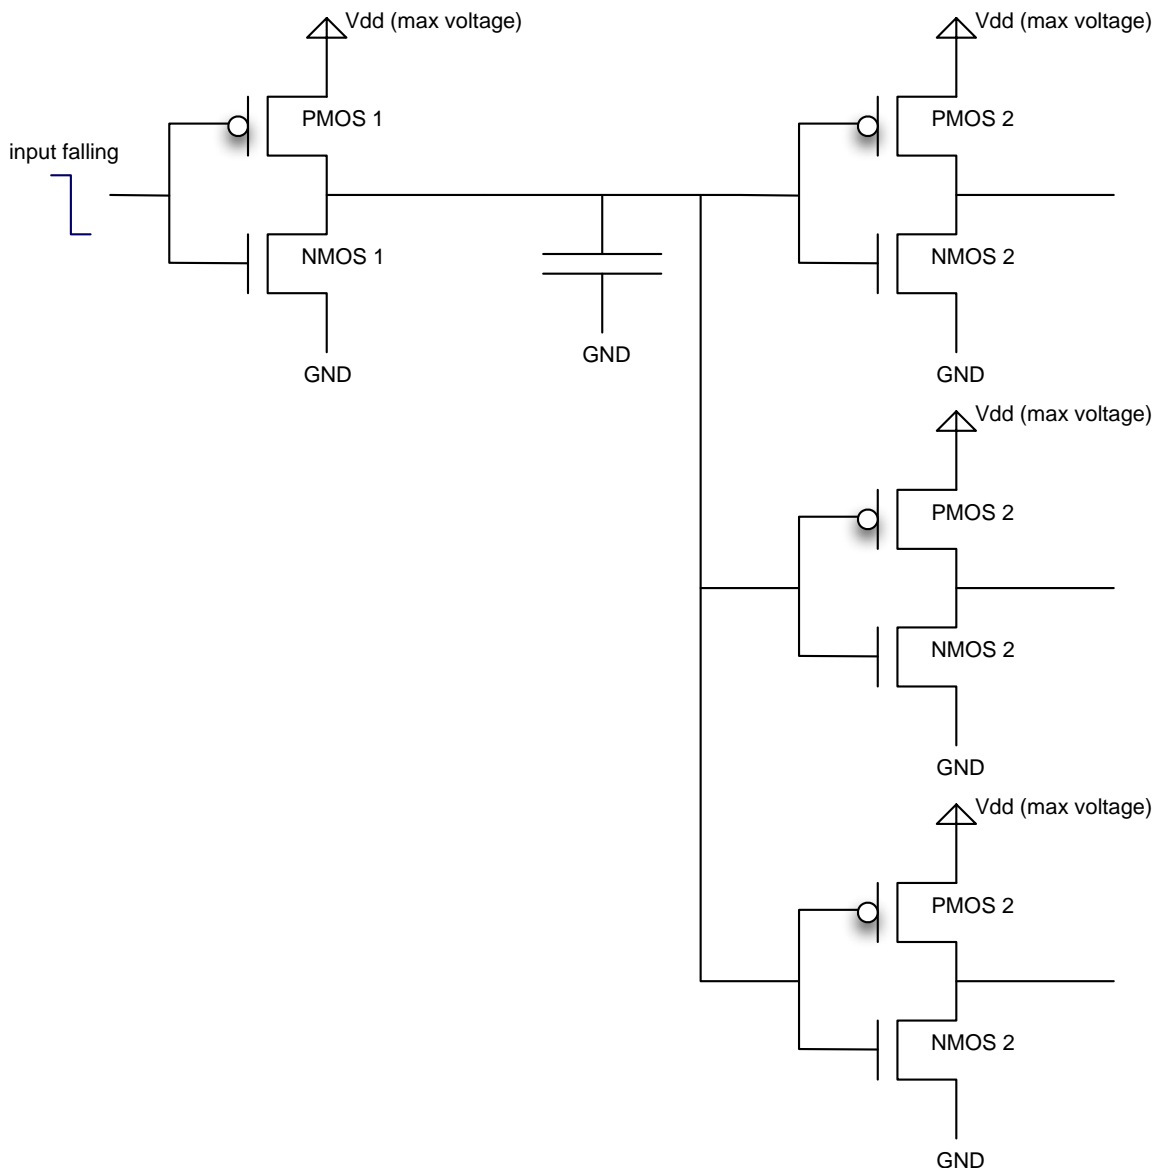 Vdd (max voltage)
Vdd (max voltage)
PMOS 1
PMOS 2
input falling
NMOS 1
NMOS 2
GND
GND
GND
Vdd (max voltage)
PMOS 2
NMOS 2
GND
Vdd (max voltage)
PMOS 2
NMOS 2
GND